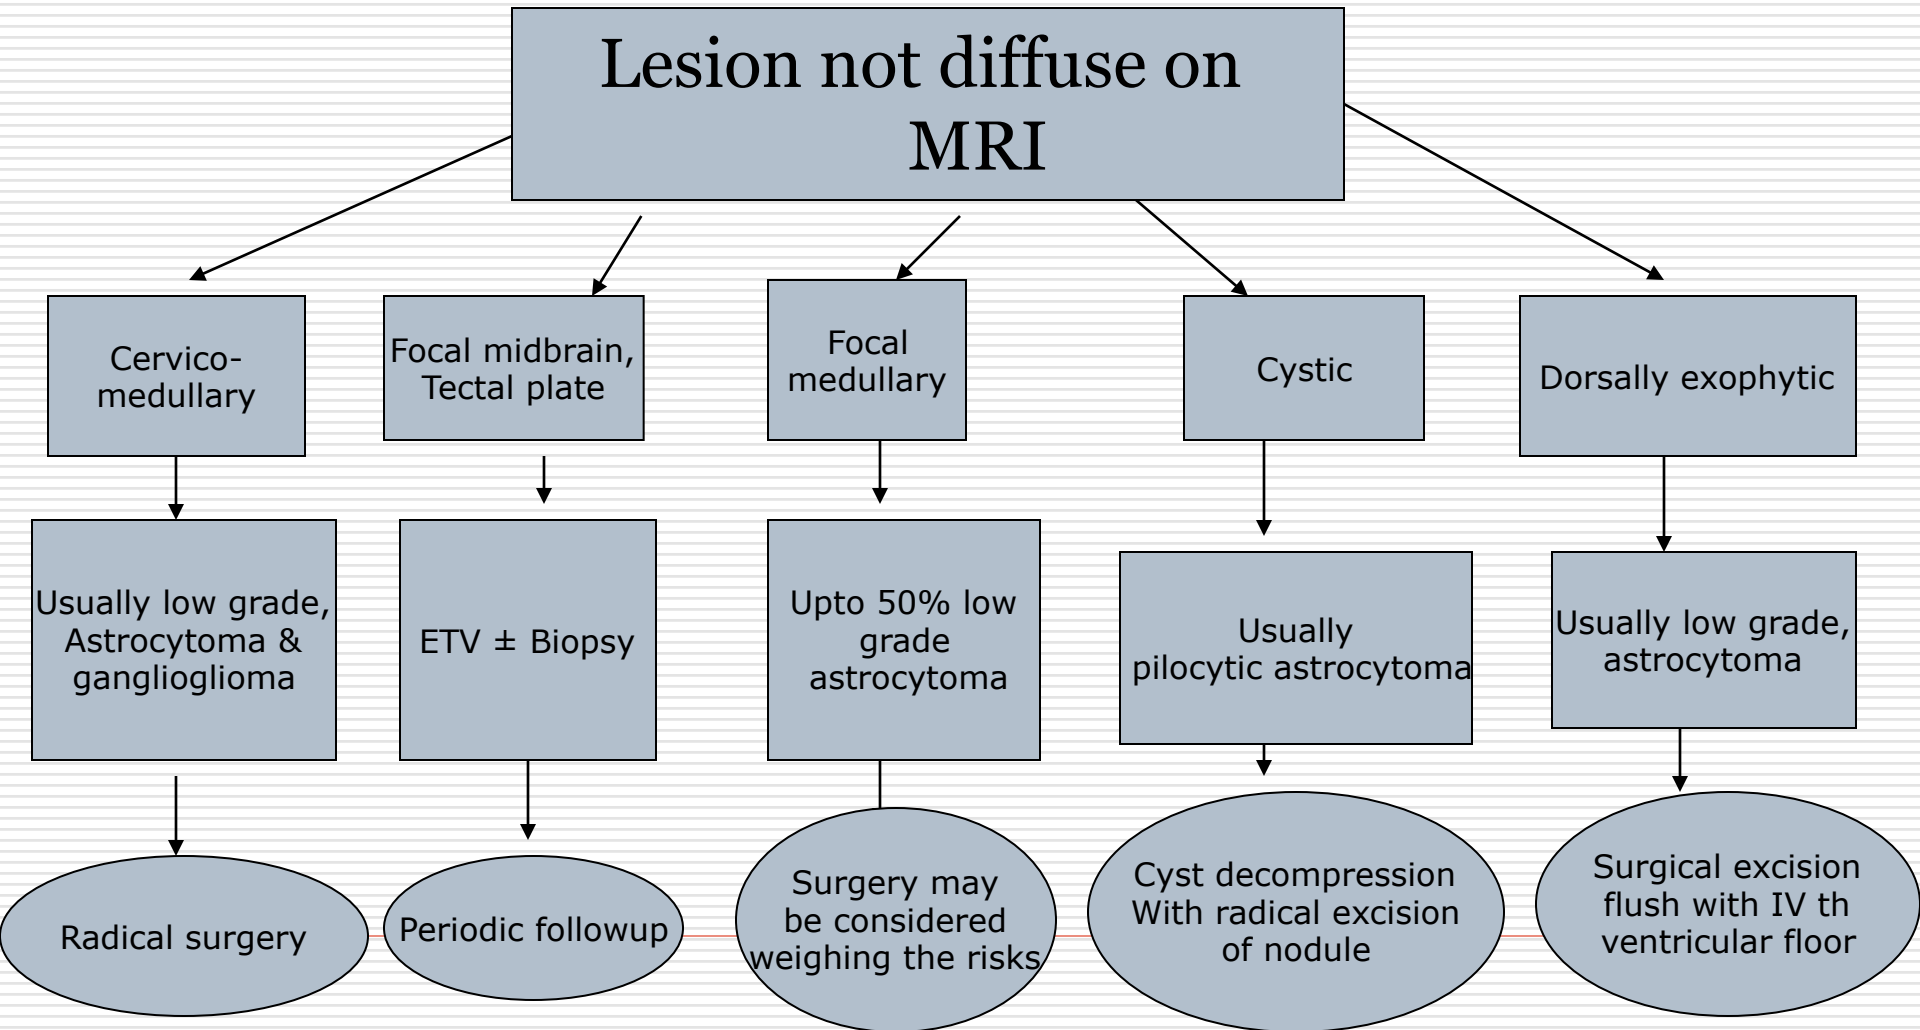 Lesion not diffuse on
MRI
Cervico-
medullary
Focal midbrain,
Tectal plate
Focal
medullary
Cystic
Dorsally exophytic
Usually low grade,
Astrocytoma &
ganglioglioma
ETV ± Biopsy
Upto 50% low
grade
astrocytoma
Usually
pilocytic astrocytoma
Usually low grade,
astrocytoma
Radical surgery
Periodic followup
Surgery may
be considered
weighing the risks
Cyst decompression
With radical excision
of nodule
Surgical excision
flush with IV th
ventricular floor